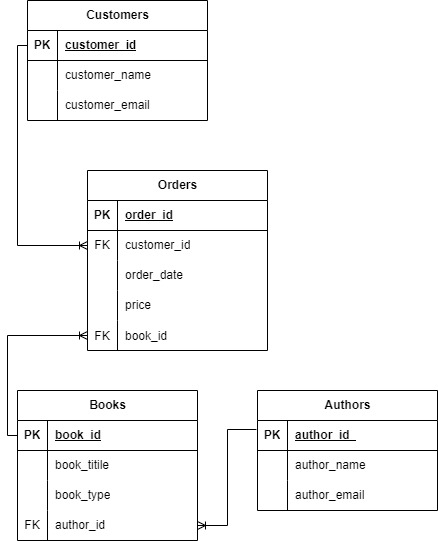 Customers
PK customer_id
customer_name
customer_email
Orders
PK order_id
FK customer_id
order_date
price
FK book_id
Books
PK book_id
book_titile
book_type
FK author_id
Authors
PK author_id_
author_name
author_email